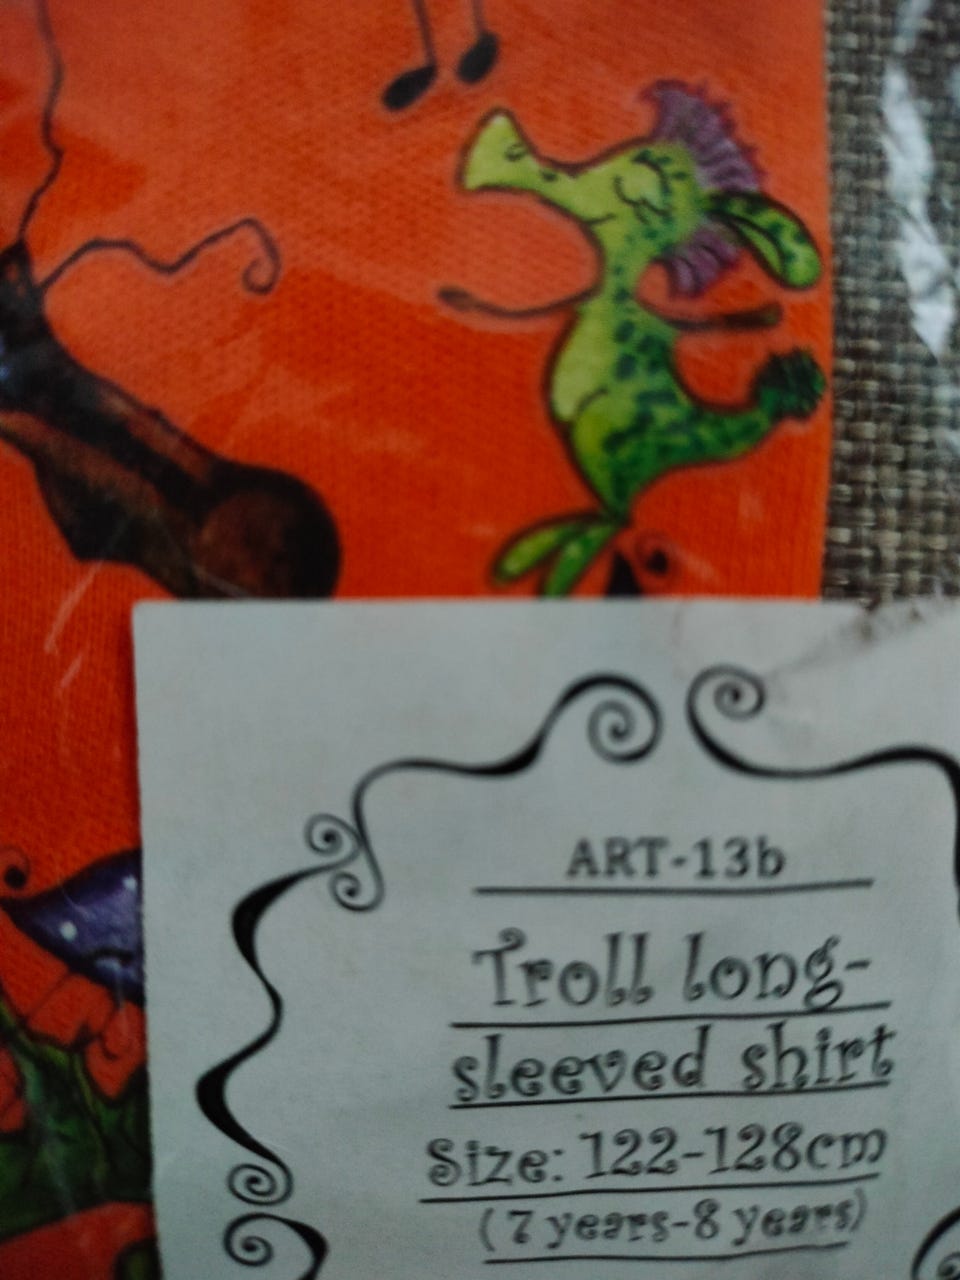 ART-13b
Troll long-
sleeved shirt
Size: 122-128cm
(7 years-8 years)